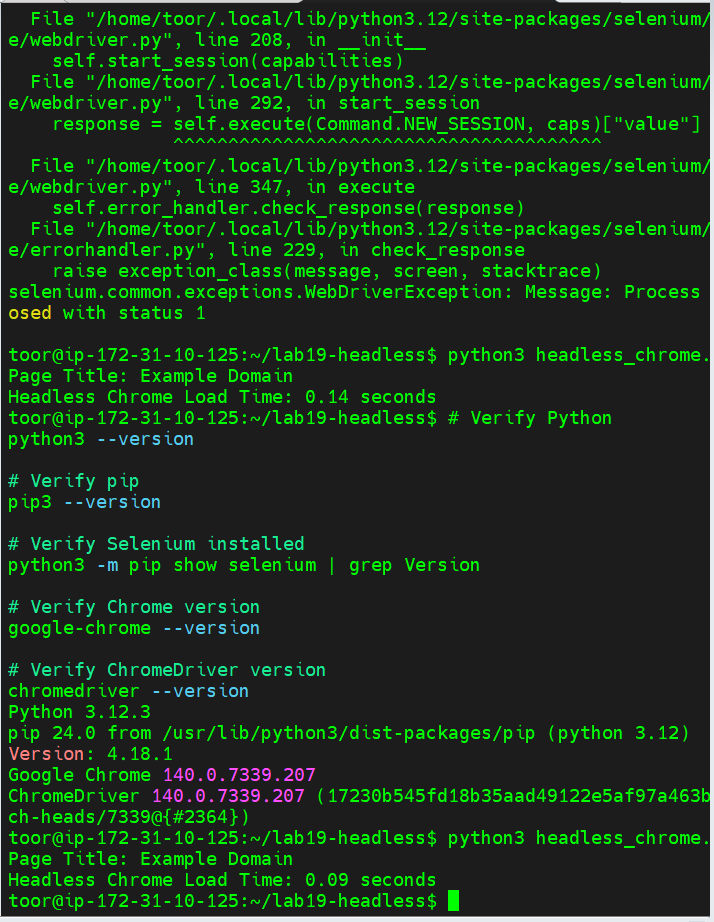 File "/home/toor/.local/lib/python3.12/site-packages/selenium/
e/webdriver.py", line 208, in __init__
    self.start_session(capabilities)
  File "/home/toor/.local/lib/python3.12/site-packages/selenium/
e/webdriver.py", line 292, in start_session
    response = self.execute(Command.NEW_SESSION, caps)["value"]
               ^^^^^^^^^^^^^^^^^^^^^^^^^^^^^^^^^^^^^^^
  File "/home/toor/.local/lib/python3.12/site-packages/selenium/
e/webdriver.py", line 347, in execute
    self.error_handler.check_response(response)
  File "/home/toor/.local/lib/python3.12/site-packages/selenium/
e/errorhandler.py", line 229, in check_response
    raise exception_class(message, screen, stacktrace)
selenium.common.exceptions.WebDriverException: Message: Process
osed with status 1

toor@ip-172-31-10-125:~/lab19-headless$ python3 headless_chrome.
Page Title: Example Domain
Headless Chrome Load Time: 0.14 seconds
toor@ip-172-31-10-125:~/lab19-headless$ # Verify Python
python3 --version

# Verify pip
pip3 --version

# Verify Selenium installed
python3 -m pip show selenium | grep Version

# Verify Chrome version
google-chrome --version

# Verify ChromeDriver version
chromedriver --version
Python 3.12.3
pip 24.0 from /usr/lib/python3/dist-packages/pip (python 3.12)
Version: 4.18.1
Google Chrome 140.0.7339.207
ChromeDriver 140.0.7339.207 (17230b545fd18b35aad49122e5af97a463b
ch-heads/7339@{#2364})
toor@ip-172-31-10-125:~/lab19-headless$ python3 headless_chrome.
Page Title: Example Domain
Headless Chrome Load Time: 0.09 seconds
toor@ip-172-31-10-125:~/lab19-headless$